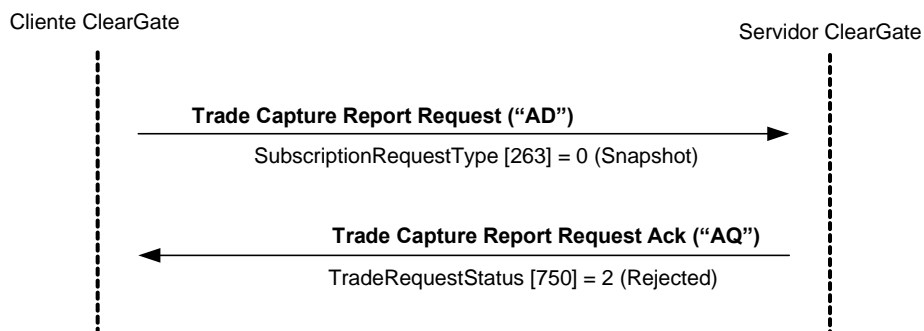 Cliente ClearGate
Servidor ClearGate
Trade Capture Report Request (“AD”)
SubscriptionRequestType [263] = 0 (Snapshot)
Trade Capture Report Request Ack (“AQ”)
TradeRequestStatus [750] = 2 (Rejected)